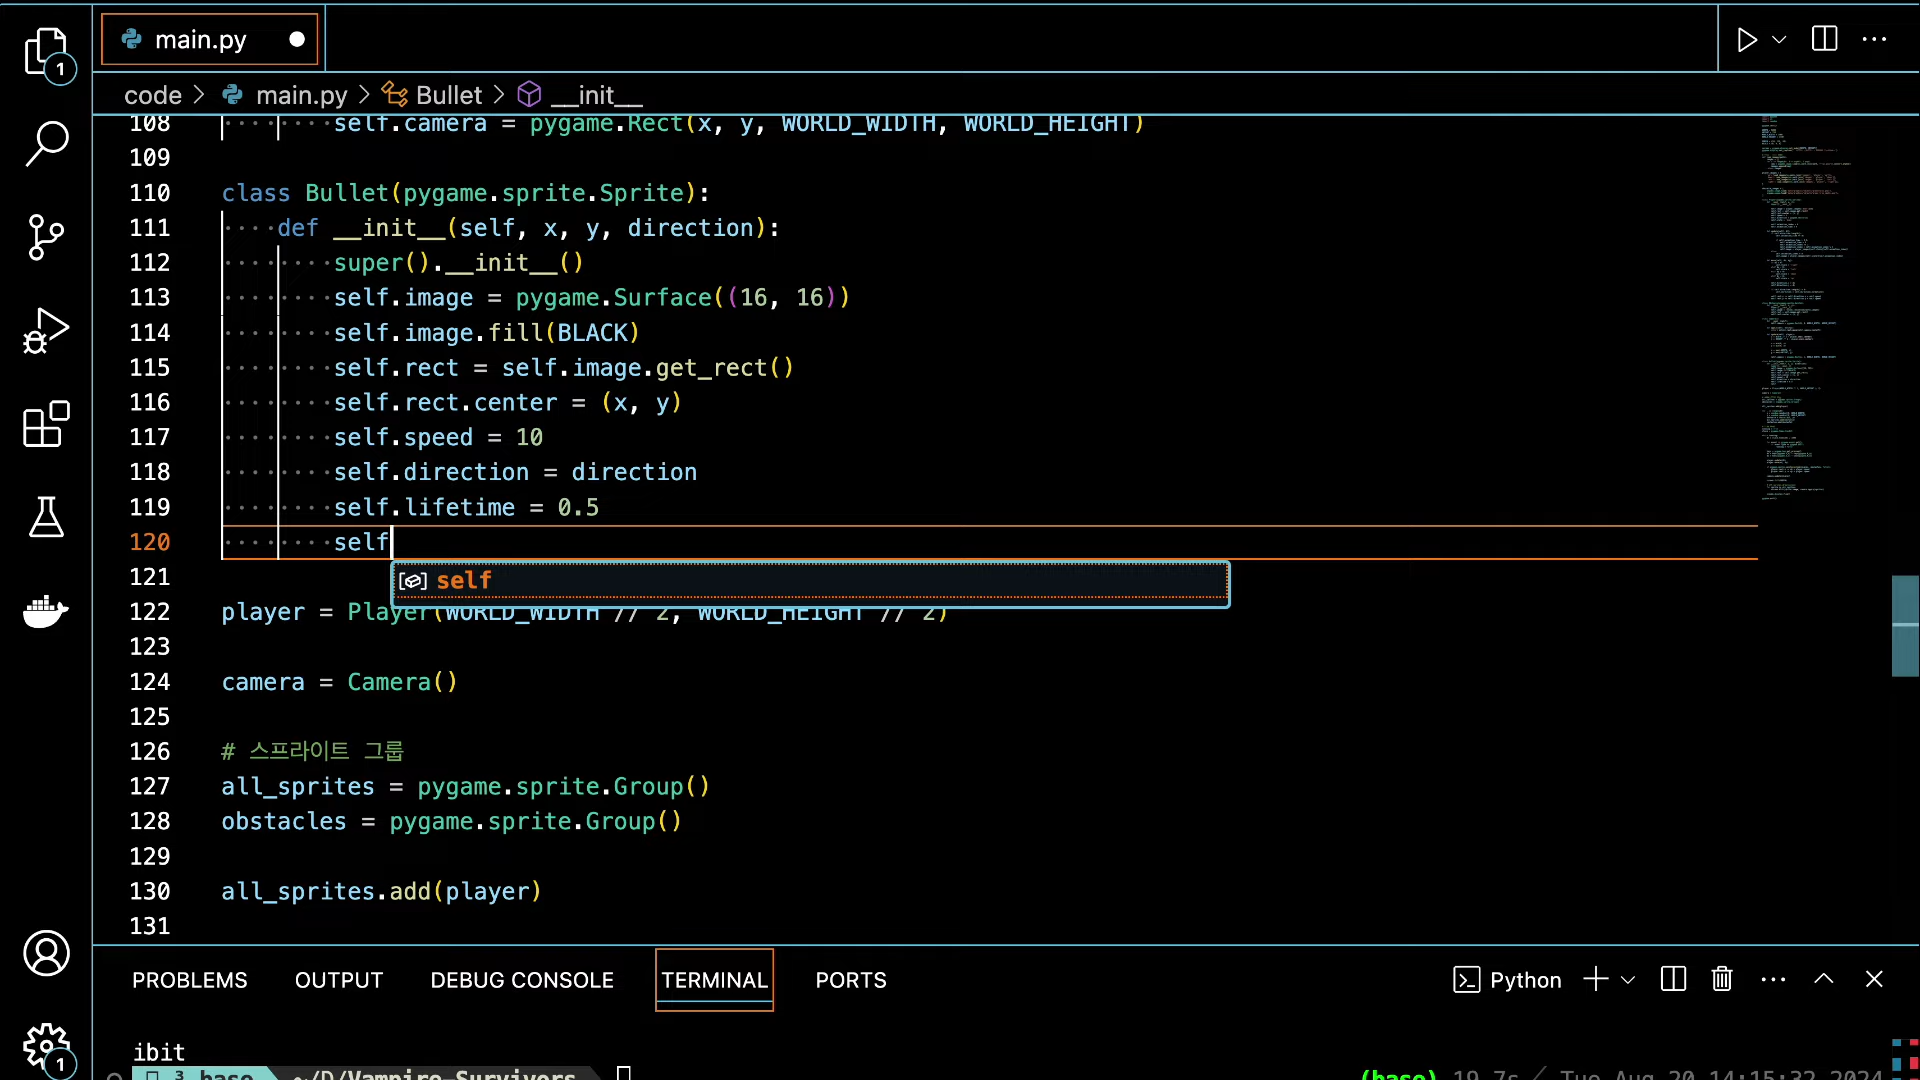 1
main.py
code > main.py > Bullet > __init__
108 self.camera = pygame.Rect(x, y, WORLD_WIDTH, WORLD_HEIGHT)
109
110 class Bullet(pygame.sprite.Sprite):
111 def __init__(self, x, y, direction):
112 super().__init__()
113 self.image = pygame.Surface((16, 16))
114 self.image.fill(BLACK)
115 self.rect = self.image.get_rect()
116 self.rect.center = (x, y)
117 self.speed = 10
118 self.direction = direction
119 self.lifetime = 0.5
120 self
self
121
122 player = Player(WORLD_WIDTH // 2, WORLD_HEIGHT // 2)
123
124 camera = Camera()
125
126 # 스프라이트 그룹
127 all_sprites = pygame.sprite.Group()
128 obstacles = pygame.sprite.Group()
129
130 all_sprites.add(player)
131
PROBLEMS OUTPUT DEBUG CONSOLE TERMINAL PORTS Python
ibit
1
3 base ~/D/Vampire-Survivors (base) 19.7s / Tue Aug 20 14:15:32 2024